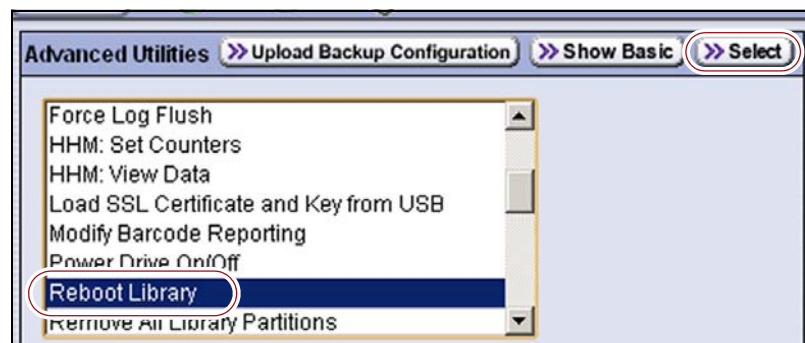 Advanced Utilities >> Upload Backup Configuration >> Show Basic >> Select
Force Log Flush
HHM: Set Counters
HHM: View Data
Load SSL Certificate and Key from USB
Modify Barcode Reporting
Power Drive On/Off
Reboot Library
Remove All Library Partitions